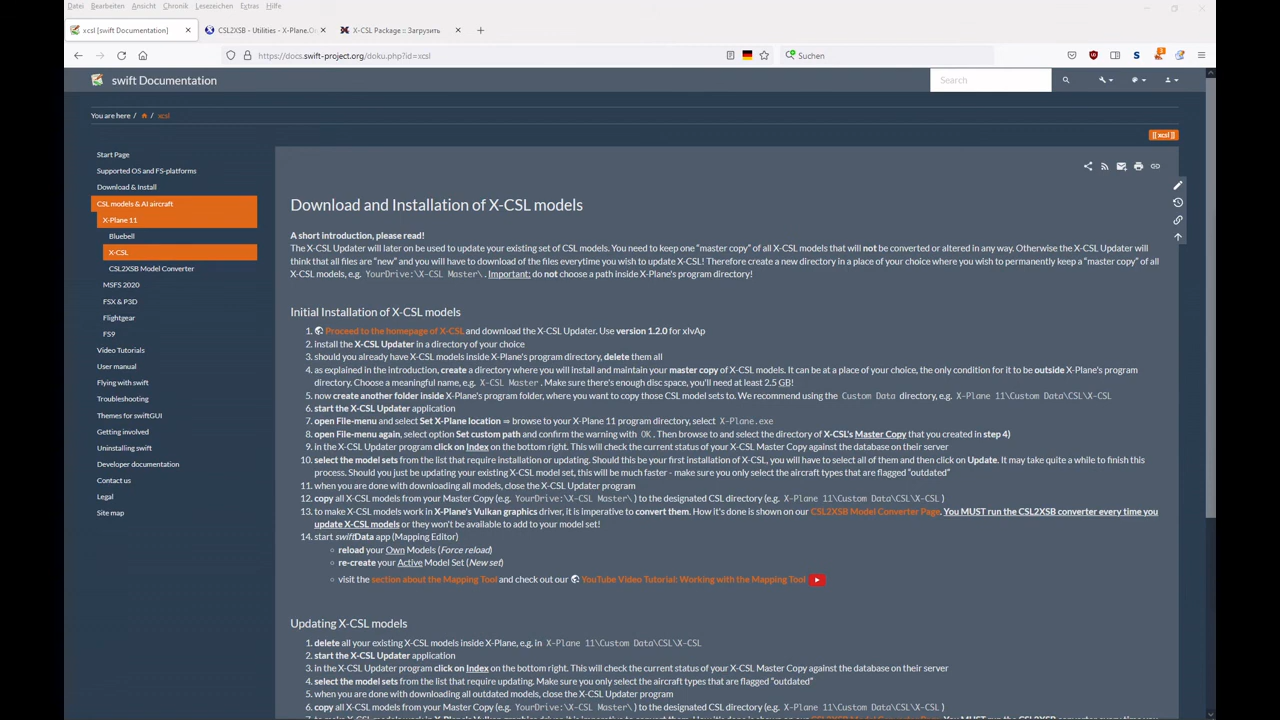 Datei Bearbeiten Ansicht Chronik Lesezeichen Extras Hilfe
xcsl [swift Documentation]
CSL2XSB - Utilities - X-Plane.O
X-CSL Package :: Загрузить
https://docs.swift-project.org/doku.php?id=xcsl
Suchen
swift Documentation
Search
You are here / / xcsl
[[ xcsl ]]
Start Page
Supported OS and FS-platforms
Download & Install
CSL models & AI aircraft
X-Plane 11
Bluebell
X-CSL
CSL2XSB Model Converter
MSFS 2020
FSX & P3D
Flightgear
FS9
Video Tutorials
User manual
Flying with swift
Troubleshooting
Themes for swiftGUI
Getting involved
Uninstalling swift
Developer documentation
Contact us
Legal
Site map
Download and Installation of X-CSL models
A short introduction, please read!
The X-CSL Updater will later on be used to update your existing set of CSL models. You need to keep one “master copy” of all X-CSL models that will not be converted or altered in any way. Otherwise the X-CSL Updater will
think that all files are “new” and you will have to download of the files everytime you wish to update X-CSL! Therefore create a new directory in a place of your choice where you wish to permanently keep a “master copy” of all
X-CSL models, e.g. YourDrive:\X-CSL Master\. Important: do not choose a path inside X-Plane's program directory!
Initial Installation of X-CSL models
1. Proceed to the homepage of X-CSL and download the X-CSL Updater. Use version 1.2.0 for xIvAp
2. install the X-CSL Updater in a directory of your choice
3. should you already have X-CSL models inside X-Plane's program directory, delete them all
4. as explained in the introduction, create a directory where you will install and maintain your master copy of X-CSL models. It can be at a place of your choice, the only condition for it to be outside X-Plane's program
directory. Choose a meaningful name, e.g. X-CSL Master. Make sure there's enough disc space, you'll need at least 2.5 GB!
5. now create another folder inside X-Plane's program folder, where you want to copy those CSL model sets to. We recommend using the Custom Data directory, e.g. X-Plane 11\Custom Data\CSL\X-CSL
6. start the X-CSL Updater application
7. open File-menu and select Set X-Plane location ⇒ browse to your X-Plane 11 program directory, select X-Plane.exe
8. open File-menu again, select option Set custom path and confirm the warning with OK. Then browse to and select the directory of X-CSL's Master Copy that you created in step 4)
9. in the X-CSL Updater program click on Index on the bottom right. This will check the current status of your X-CSL Master Copy against the database on their server
10. select the model sets from the list that require installation or updating. Should this be your first installation of X-CSL, you will have to select all of them and then click on Update. It may take quite a while to finish this
process. Should you just be updating your existing X-CSL model set, this will be much faster - make sure you only select the aircraft types that are flagged “outdated”
11. when you are done with downloading all models, close the X-CSL Updater program
12. copy all X-CSL models from your Master Copy (e.g. YourDrive:\X-CSL Master\) to the designated CSL directory (e.g. X-Plane 11\Custom Data\CSL\X-CSL)
13. to make X-CSL models work in X-Plane's Vulkan graphics driver, it is imperative to convert them. How it's done is shown on our CSL2XSB Model Converter Page. You MUST run the CSL2XSB converter every time you
update X-CSL models or they won't be available to add to your model set!
14. start swiftData app (Mapping Editor)
reload your Own Models (Force reload)
re-create your Active Model Set (New set)
visit the section about the Mapping Tool and check out our YouTube Video Tutorial: Working with the Mapping Tool
Updating X-CSL models
1. delete all your existing X-CSL models inside X-Plane, e.g. in X-Plane 11\Custom Data\CSL\X-CSL
2. start the X-CSL Updater application
3. in the X-CSL Updater program click on Index on the bottom right. This will check the current status of your X-CSL Master Copy against the database on their server
4. select the model sets from the list that require updating. Make sure you only select the aircraft types that are flagged “outdated”
5. when you are done with downloading all outdated models, close the X-CSL Updater program
6. copy all X-CSL models from your Master Copy (e.g. YourDrive:\X-CSL Master\) to the designated CSL directory (e.g. X-Plane 11\Custom Data\CSL\X-CSL)